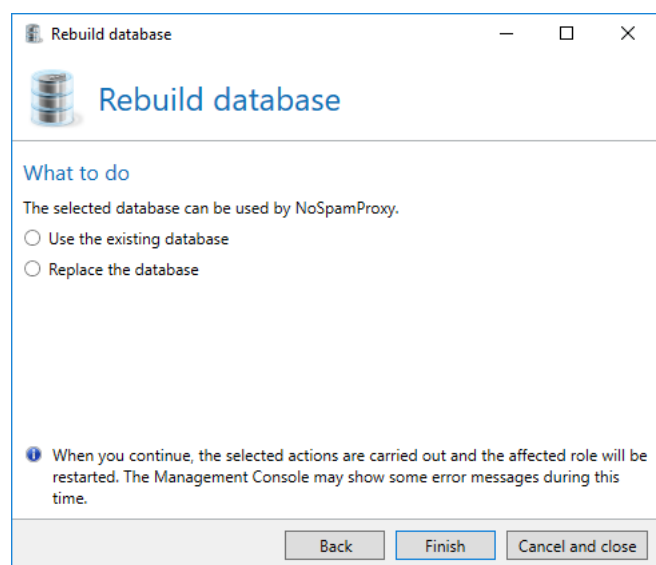 Rebuild database
Rebuild database
What to do
The selected database can be used by NoSpamProxy.
Use the existing database
Replace the database
When you continue, the selected actions are carried out and the affected role will be
restarted. The Management Console may show some error messages during this
time.
Back Finish Cancel and close